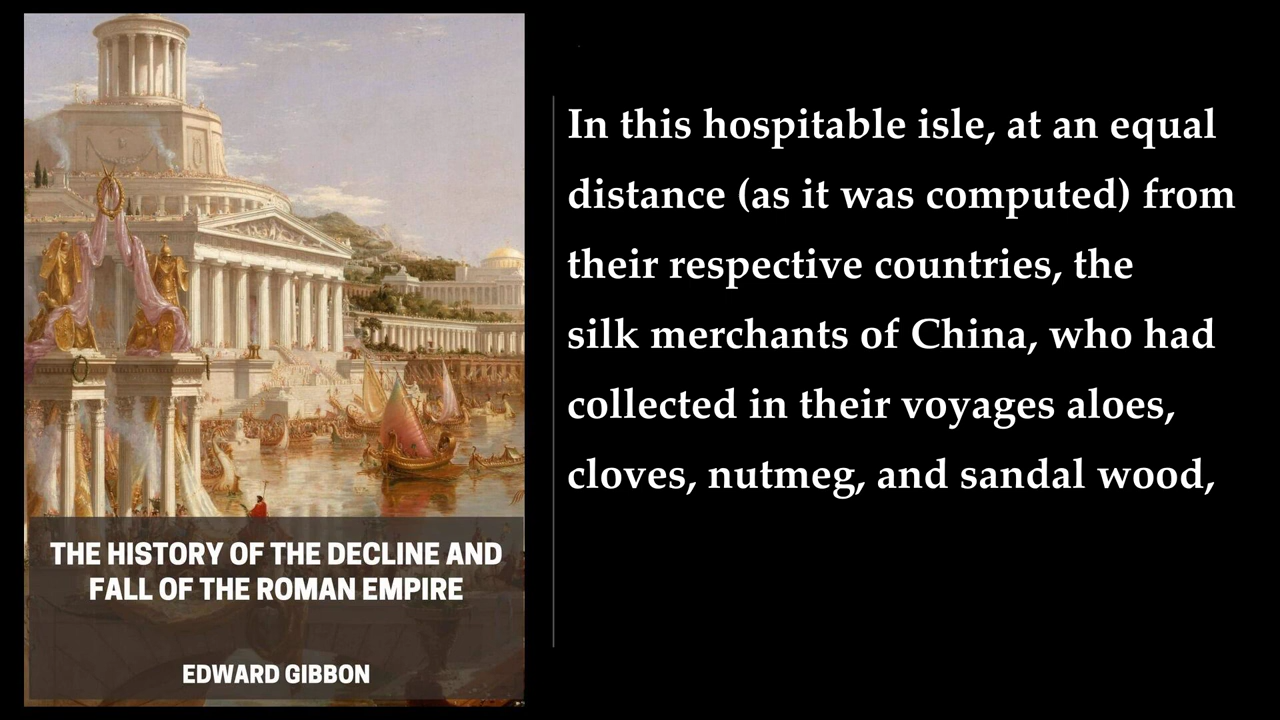 THE HISTORY OF THE DECLINE AND
FALL OF THE ROMAN EMPIRE
EDWARD GIBBON
In this hospitable isle, at an equal
distance (as it was computed) from
their respective countries, the
silk merchants of China, who had
collected in their voyages aloes,
cloves, nutmeg, and sandal wood,